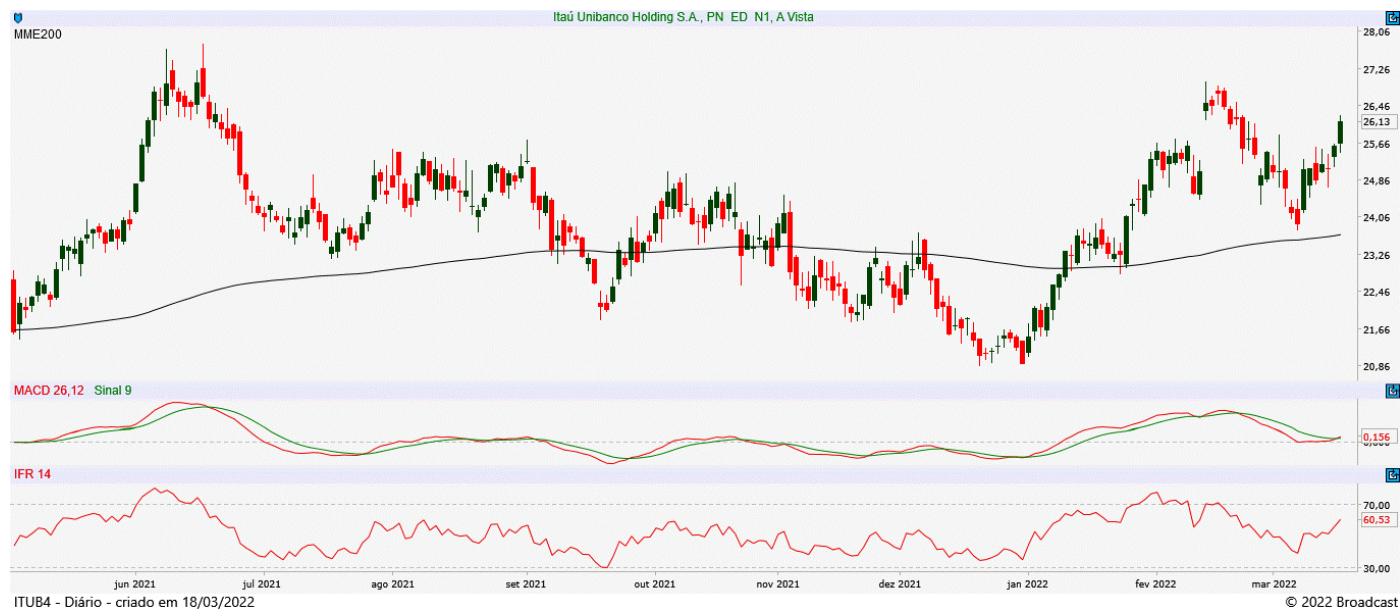 Itaú Unibanco Holding S.A., PN ED N1, A Vista
MME200
28,06
27,26
26,46
26,13
25,66
24,86
24,06
23,26
22,46
21,66
20,86
MACD 26,12 Sinal 9
0,156
IFR 14
70,00
60,53
30,00
jun 2021 jul 2021 ago 2021 set 2021 out 2021 nov 2021 dez 2021 jan 2022 fev 2022 mar 2022
ITUB4 - Diário - criado em 18/03/2022 © 2022 Broadcast